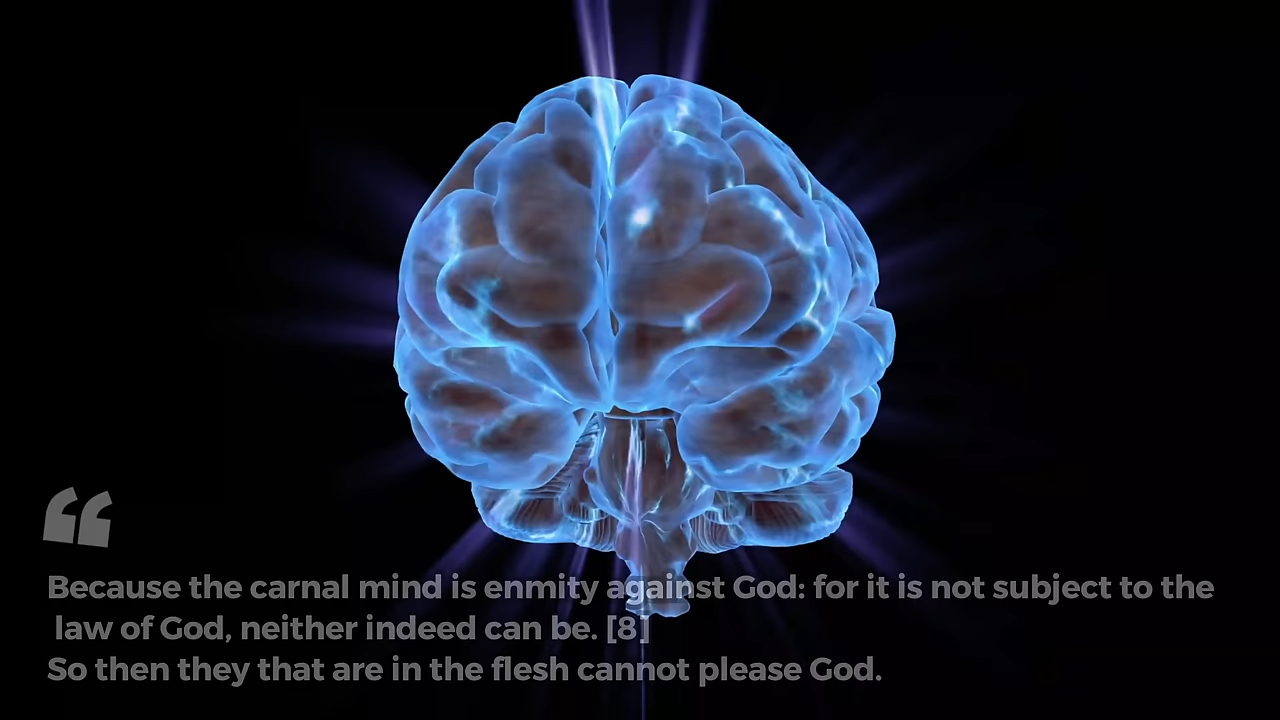 “
Because the carnal mind is enmity against God: for it is not subject to the
law of God, neither indeed can be. [8]
So then they that are in the flesh cannot please God.